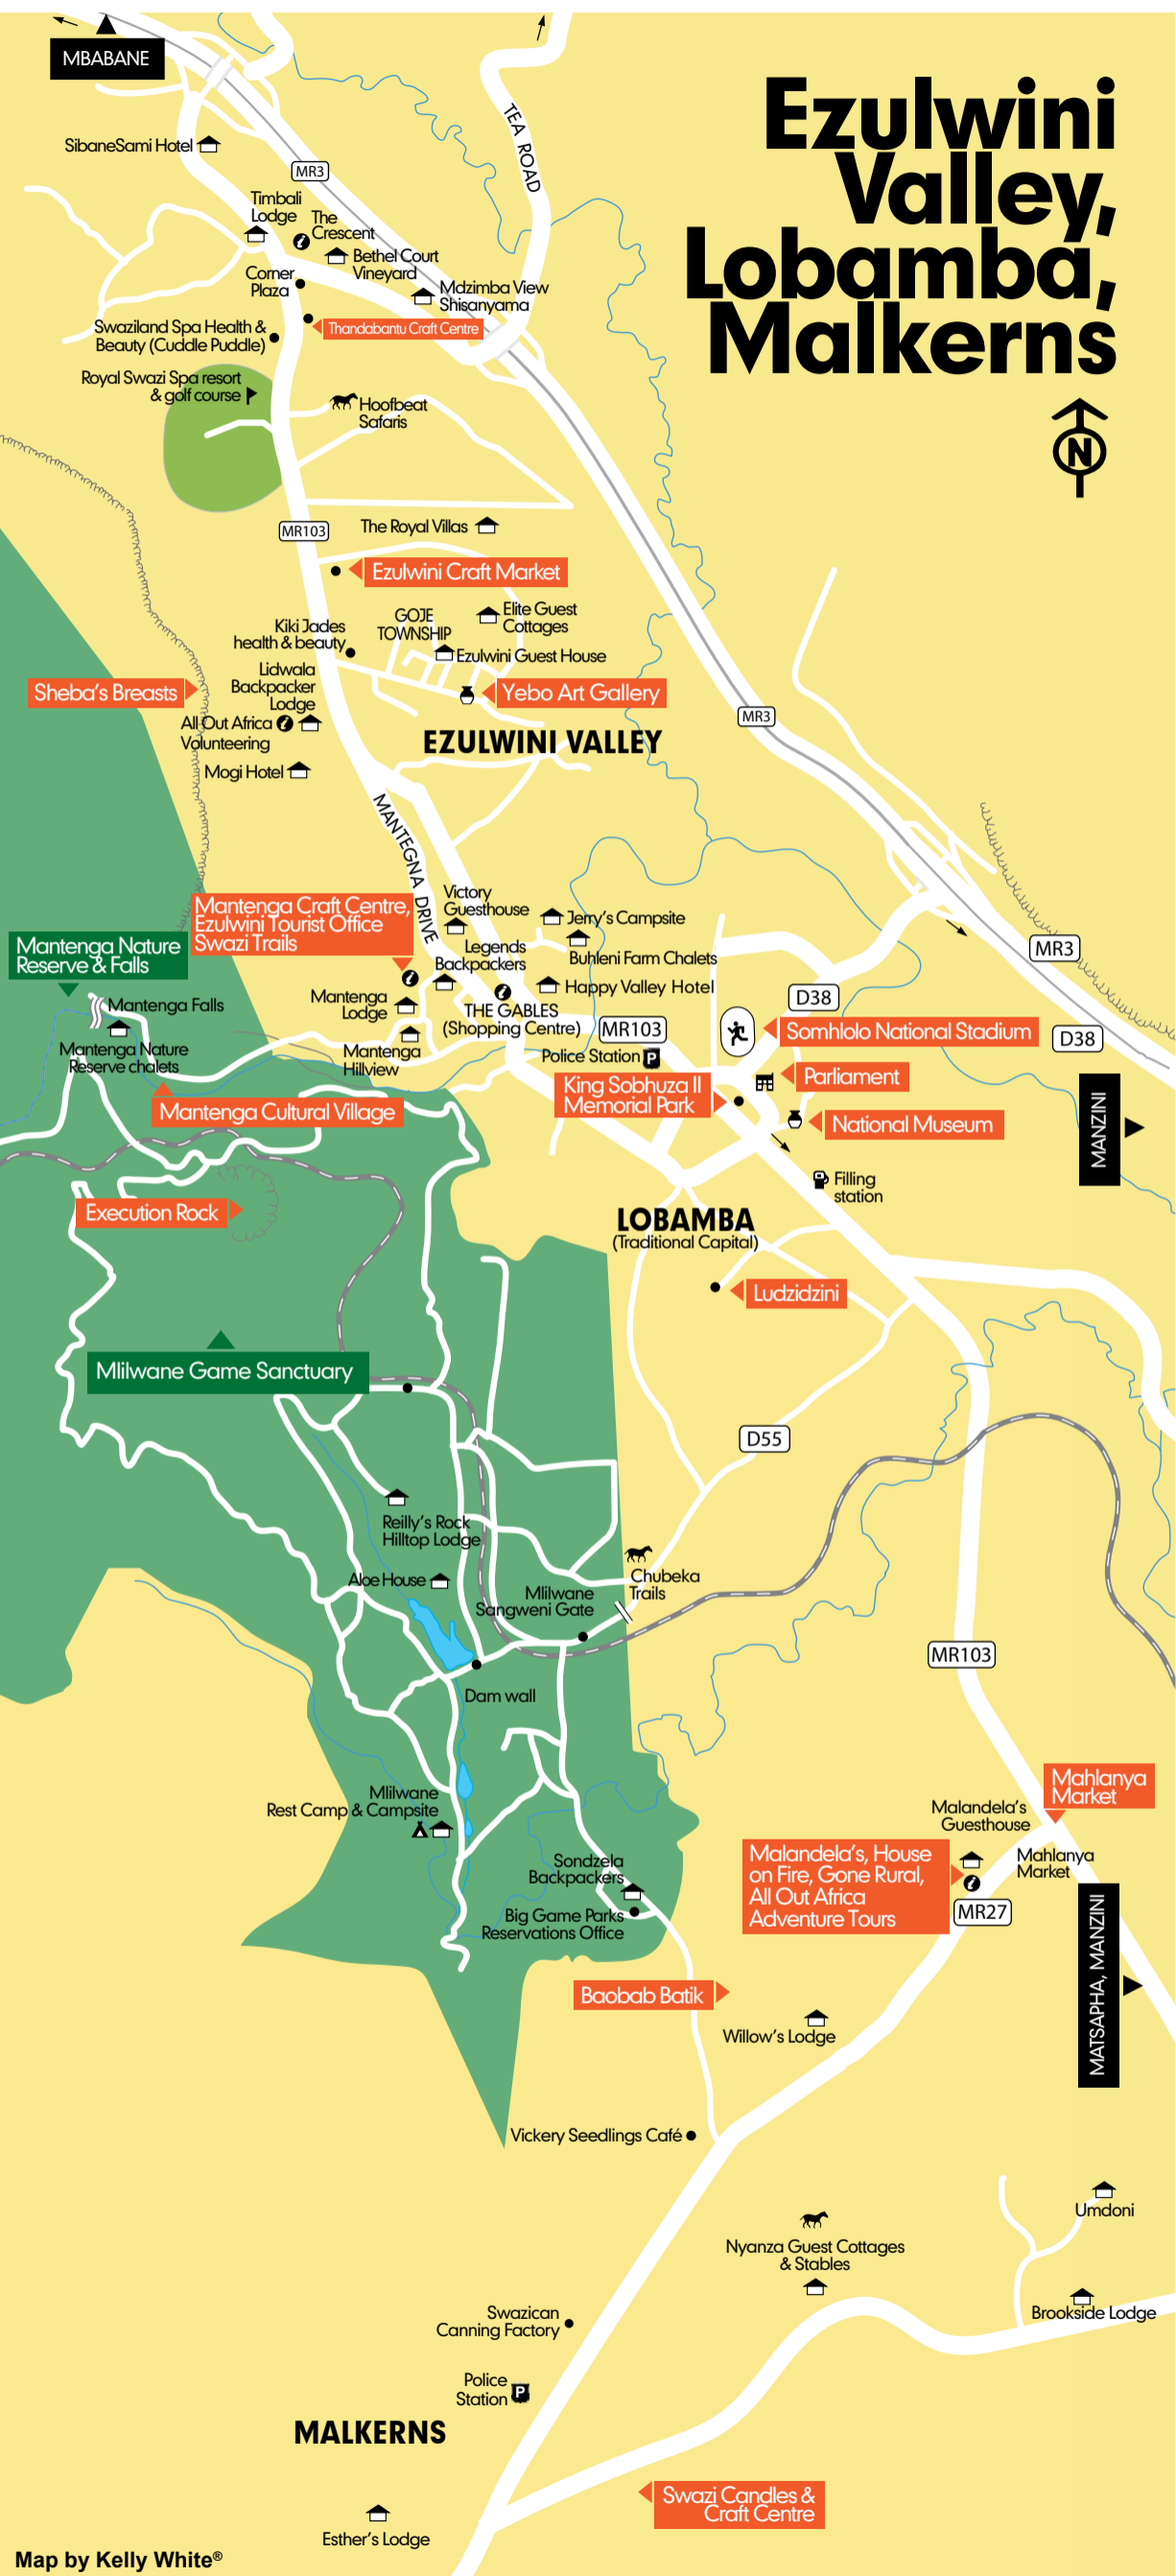 MBABANE
Ezulwini
Valley,
Lobamba,
Malkerns
N
TEA ROAD
SibaneSami Hotel
MR3
Timbali
Lodge
The
Crescent
Bethel Court
Vineyard
Corner
Plaza
Mdzimba View
Shisanyama
Thandabantu Craft Centre
Swaziland Spa Health &
Beauty (Cuddle Puddle)
Royal Swazi Spa resort
& golf course
Hoofbeat
Safaris
MR103
The Royal Villas
Ezulwini Craft Market
Elite Guest
Cottages
GOJE
TOWNSHIP
Kiki Jades
health & beauty
Ezulwini Guest House
Lidwala
Backpacker
Lodge
Sheba's Breasts
Yebo Art Gallery
MR3
All Out Africa
Volunteering
EZULWINI VALLEY
Mogi Hotel
MANTEGNA DRIVE
Victory
Guesthouse
Mantenga Craft Centre,
Ezulwini Tourist Office
Swazi Trails
Jerry's Campsite
Mantenga Nature
Reserve & Falls
Legends
Backpackers
Buhleni Farm Chalets
MR3
Happy Valley Hotel
Mantenga Falls
Mantenga
Lodge
THE GABLES
(Shopping Centre)
D38
MR103
Somhlolo National Stadium
D38
Mantenga Nature
Reserve chalets
Mantenga
Hillview
Police Station
P
Parliament
King Sobhuza II
Memorial Park
Mantenga Cultural Village
National Museum
MANZINI
Filling
station
Execution Rock
LOBAMBA
(Traditional Capital)
Ludzidzini
Mlilwane Game Sanctuary
D55
Reilly's Rock
Hilltop Lodge
Aloe House
Chubeka
Trails
Mlilwane
Sangweni Gate
MR103
Dam wall
Mlilwane
Rest Camp & Campsite
Mahlanya
Market
Malandela's
Guesthouse
Malandela's, House
on Fire, Gone Rural,
All Out Africa
Adventure Tours
Mahlanya
Market
Sondzela
Backpackers
MR27
Big Game Parks
Reservations Office
MATSAPHA, MANZINI
Baobab Batik
Willow's Lodge
Vickery Seedlings Café
Umdoni
Nyanza Guest Cottages
& Stables
Brookside Lodge
Swazican
Canning Factory
Police
Station
P
MALKERNS
Swazi Candles &
Craft Centre
Esther's Lodge
Map by Kelly White®